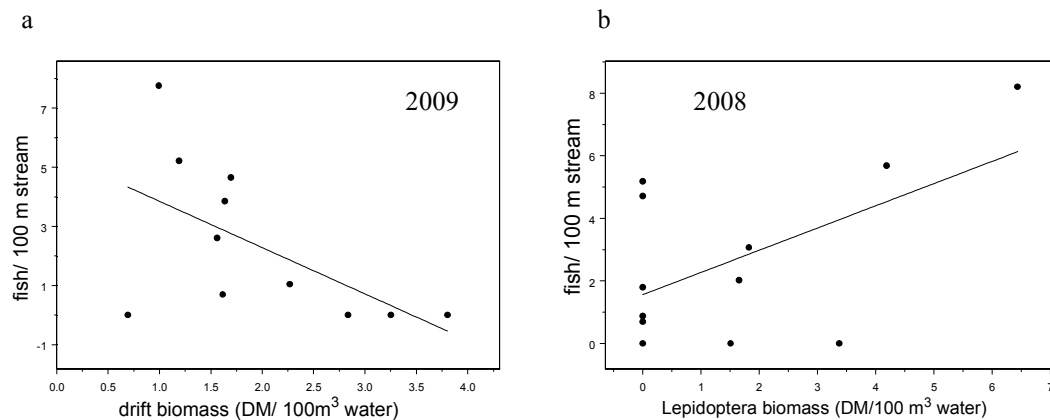 a
2009
fish/ 100 m stream
7
5
3
1
-1
0.0 0.5 1.0 1.5 2.0 2.5 3.0 3.5 4.0
drift biomass (DM/ 100m³ water)
b
2008
fish/ 100 m stream
8
6
4
2
0
0 1 2 3 4 5 6 7
Lepidoptera biomass (DM/100 m³ water)